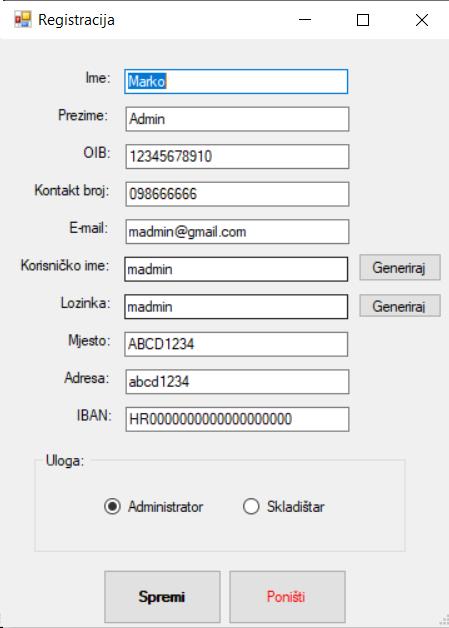 Registracija
Ime: Marko
Prezime: Admin
OIB: 12345678910
Kontakt broj: 098666666
E-mail: madmin@gmail.com
Korisničko ime: madmin Generiraj
Lozinka: madmin Generiraj
Mjesto: ABCD1234
Adresa: abcd1234
IBAN: HR0000000000000000000
Uloga:
Administrator Skladištar
Spremi Poništi